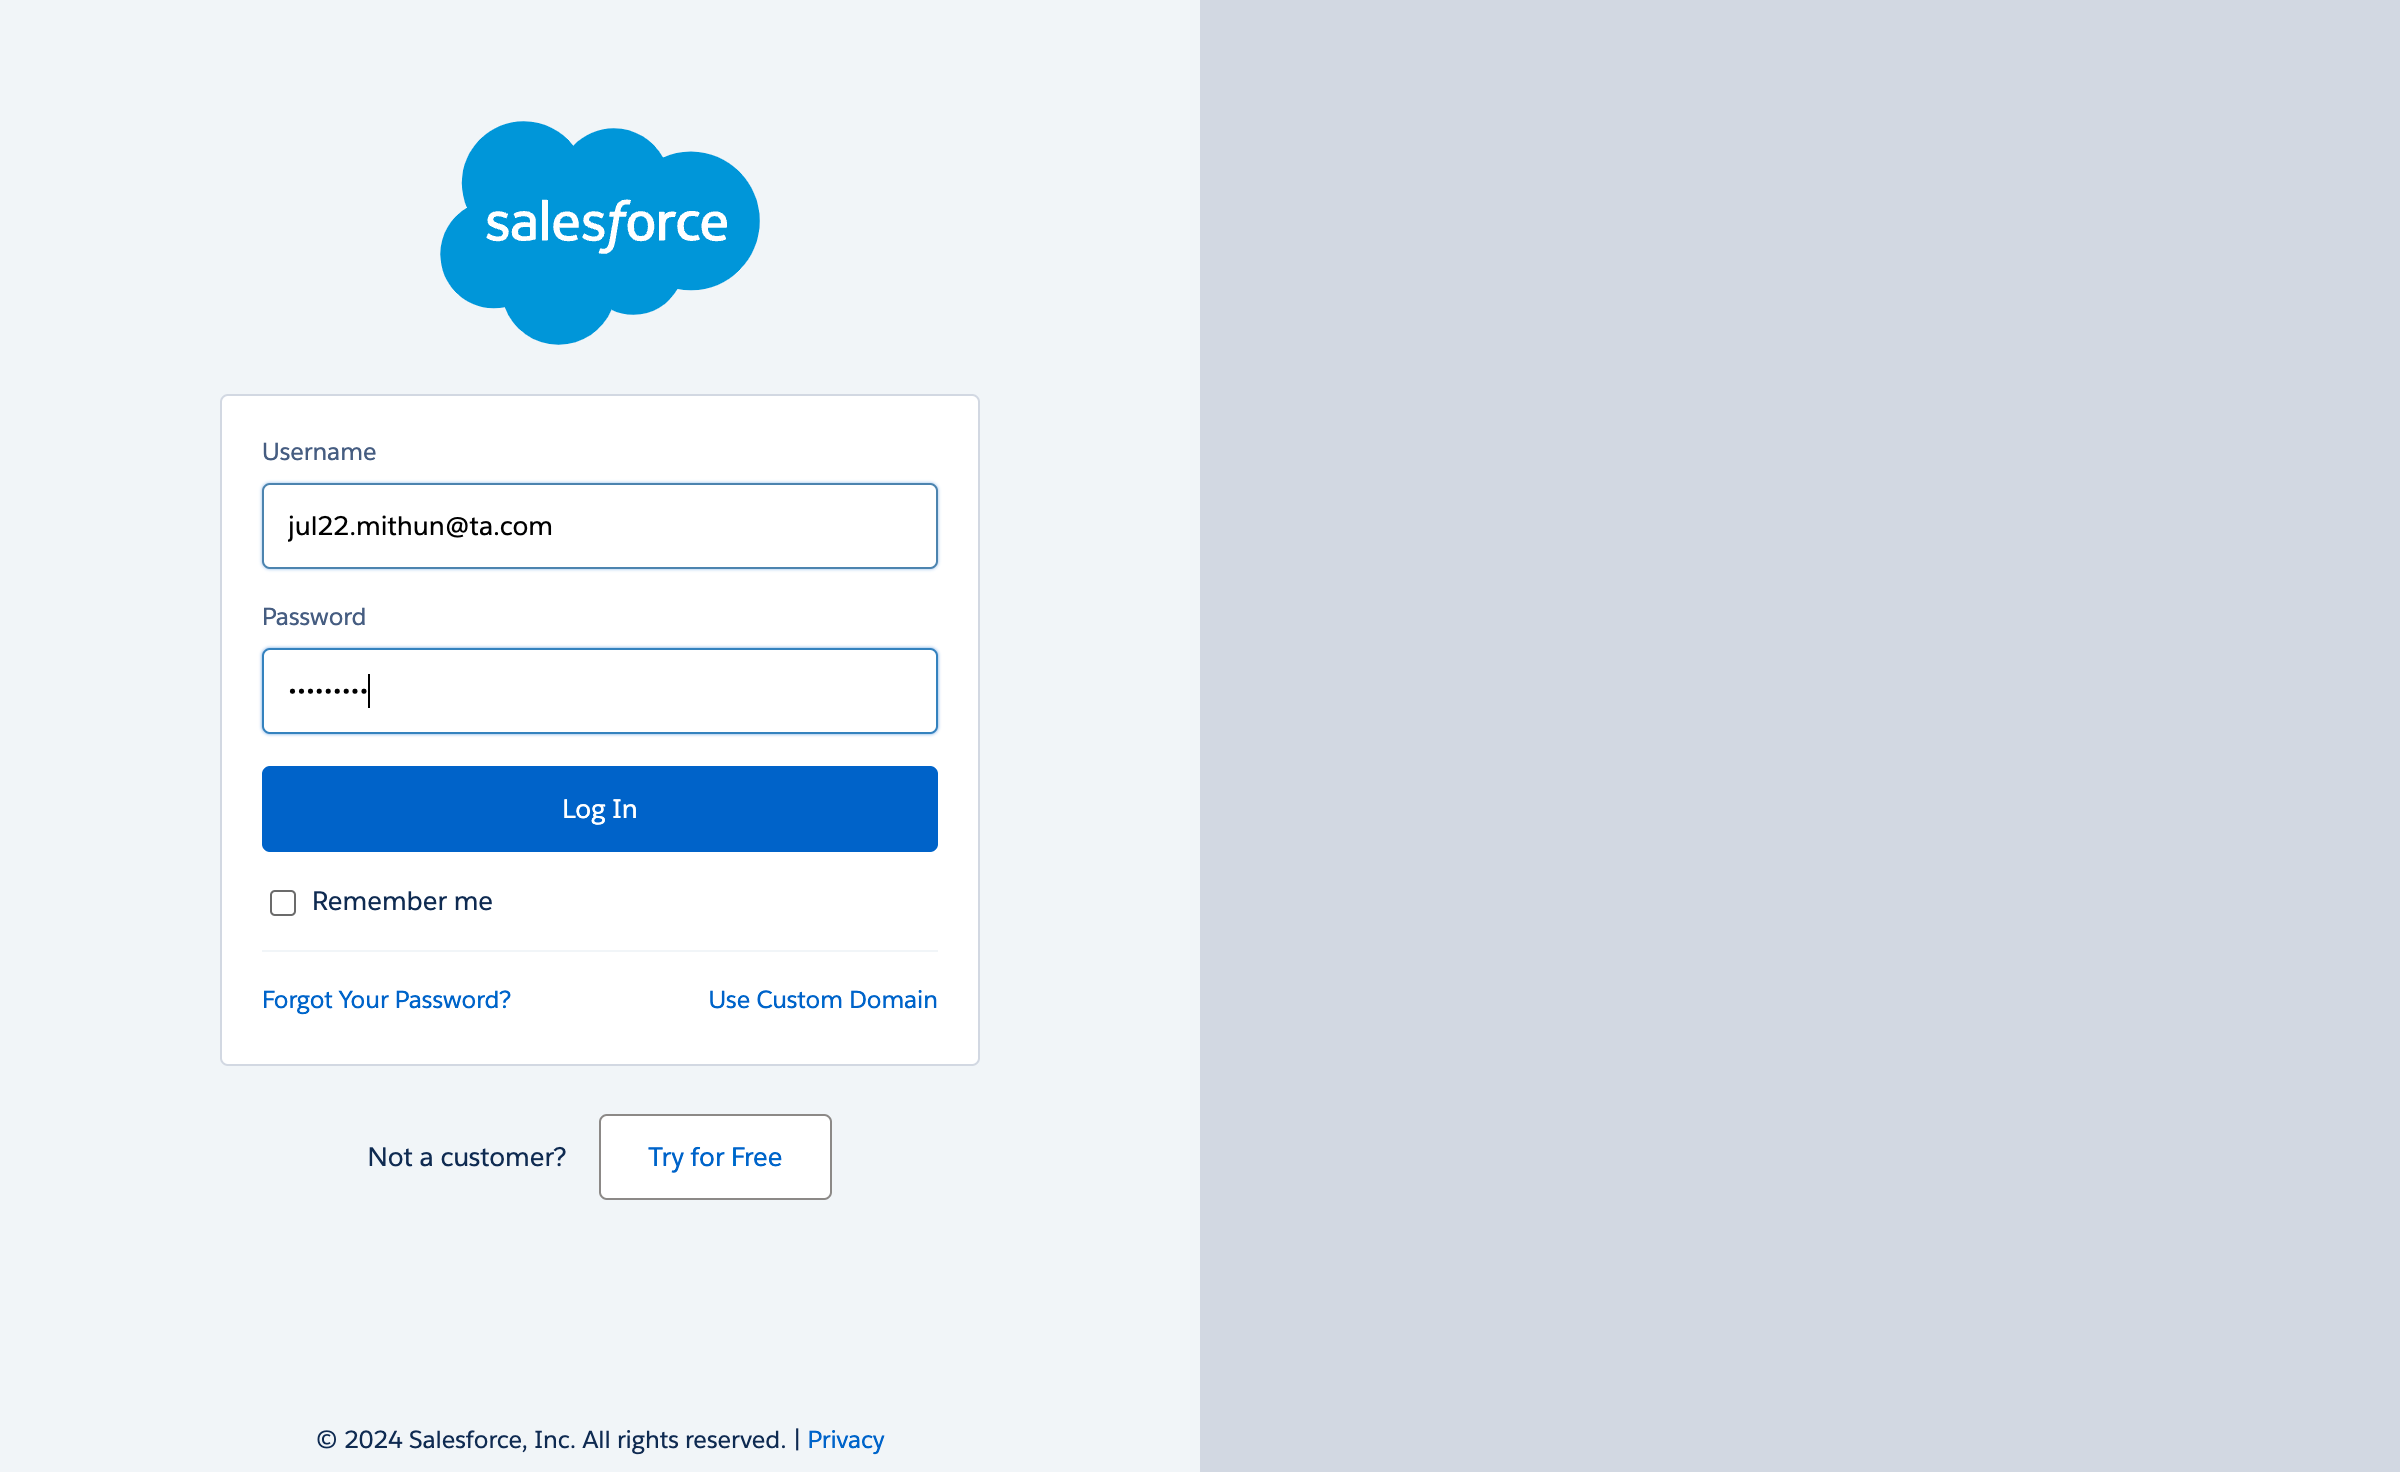 salesforce
Username
jul22.mithun@ta.com
Password
•••••••••
Log In
Remember me
Forgot Your Password? Use Custom Domain
Not a customer? Try for Free
© 2024 Salesforce, Inc. All rights reserved. | Privacy